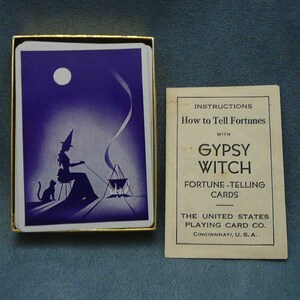 INSTRUCTIONS
How to Tell Fortunes
WITH
GYPSY
WITCH
FORTUNE-TELLING
CARDS
THE UNITED STATES
PLAYING CARD CO.
CINCINNATI, U.S.A.